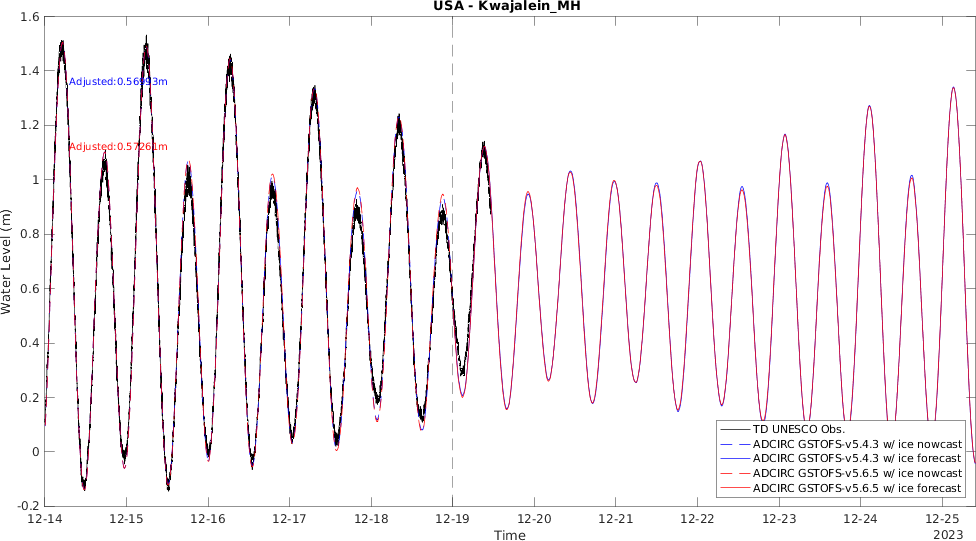 USA - Kwajalein_MH
1.6
1.4
1.2
1
0.8
0.6
0.4
0.2
0
-0.2
Water Level (m)
Adjusted:0.56993m
Adjusted:0.57261m
TD UNESCO Obs.
ADCIRC GSTOFS-v5.4.3 w/ ice nowcast
ADCIRC GSTOFS-v5.4.3 w/ ice forecast
ADCIRC GSTOFS-v5.6.5 w/ ice nowcast
ADCIRC GSTOFS-v5.6.5 w/ ice forecast
12-14 12-15 12-16 12-17 12-18 12-19 12-20 12-21 12-22 12-23 12-24 12-25
Time
2023